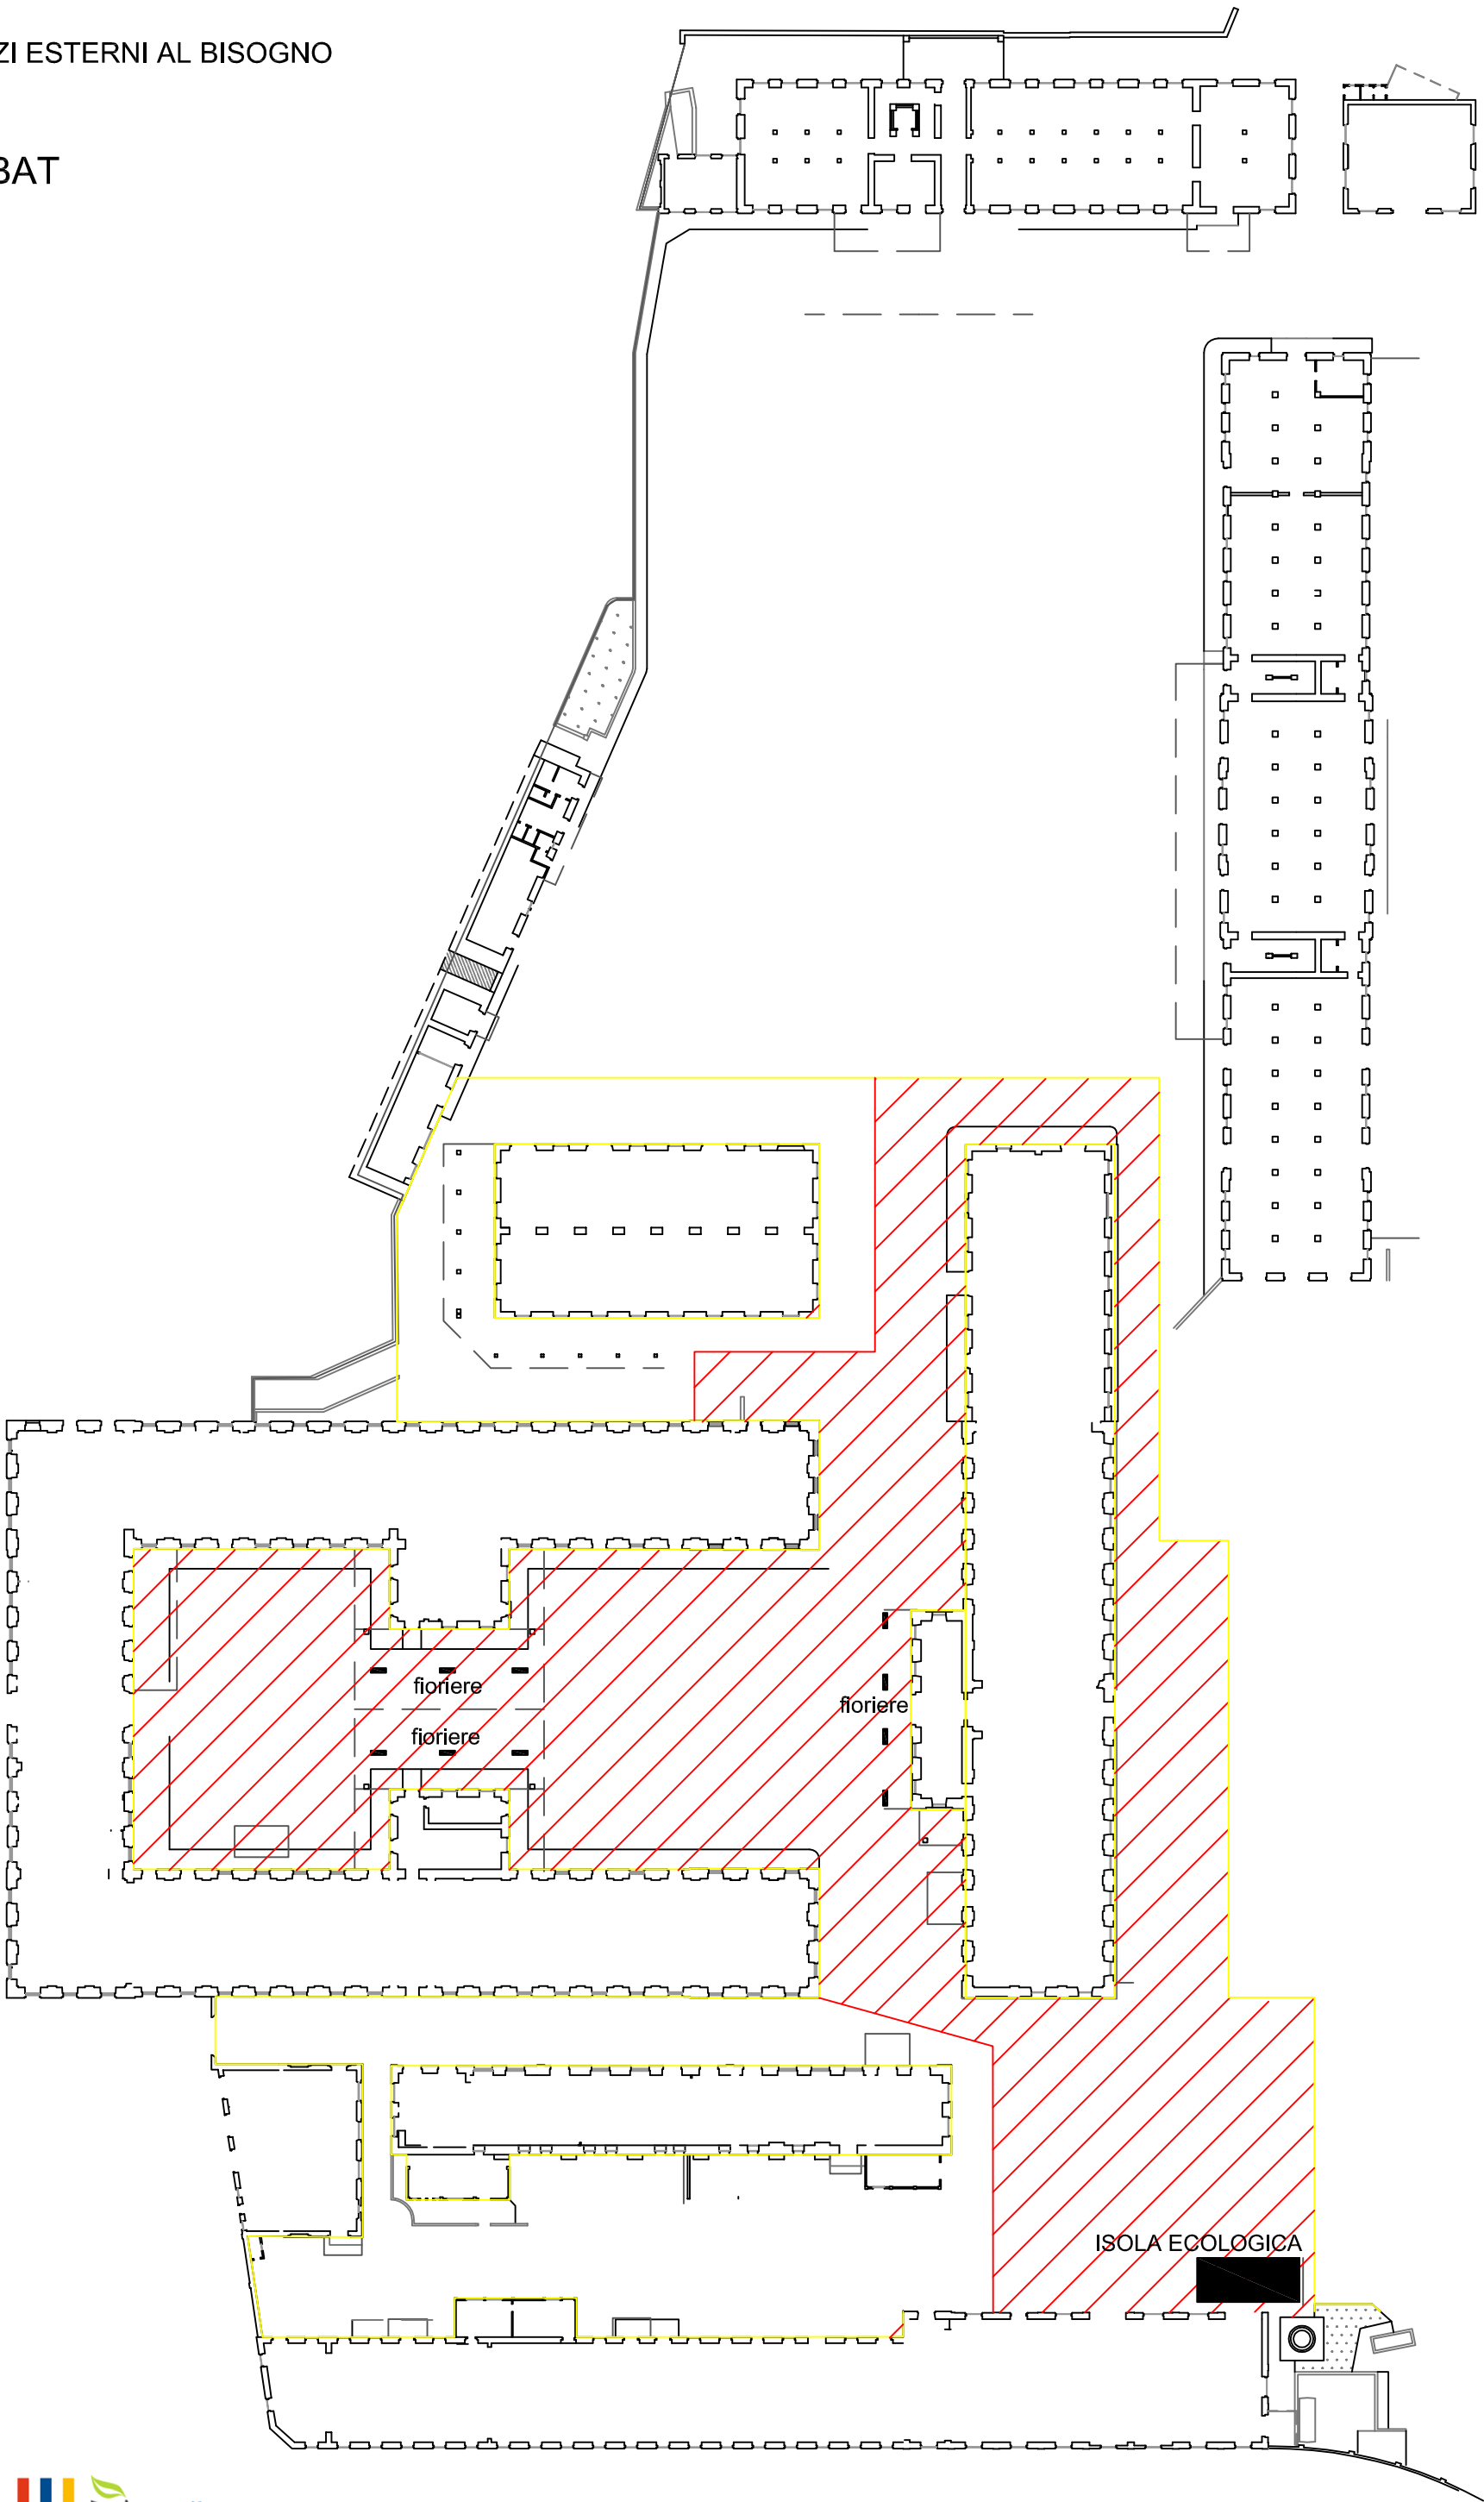 ZI ESTERNI AL BISOGNO
BAT
fioriere
fioriere
fioriere
ISOLA ECOLOGICA